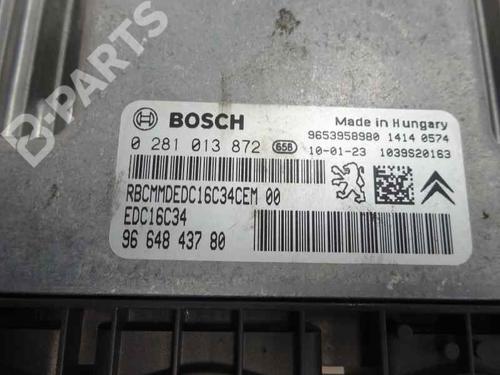 B-PARTS
BOSCH
Made in Hungary
9653958980 1414 0574
0 281 013 872 65B 10-01-23 1039S20163
RBCMMDEDC16C34CEM 00
EDC16C34
96 648 437 80